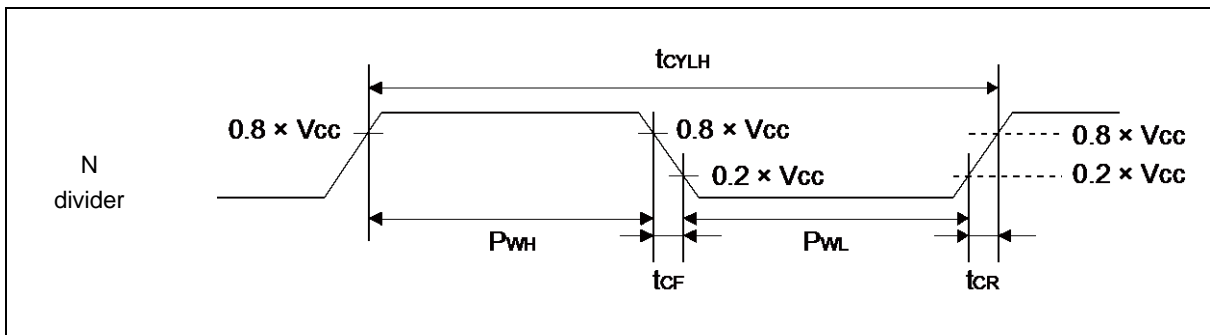 tCYLH
0.8 × Vcc
0.8 × Vcc
0.8 × Vcc
N
divider
0.2 × Vcc
0.2 × Vcc
PWH
PWL
tCF
tCR